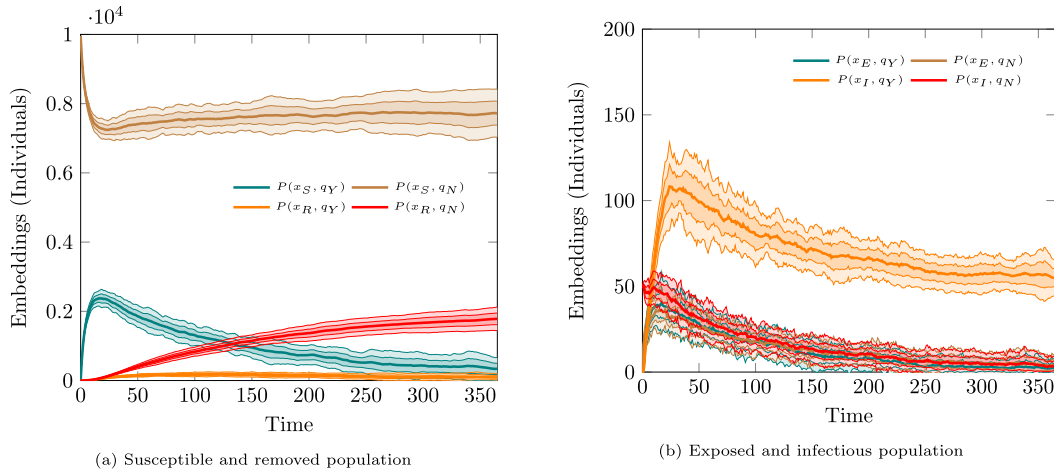 ·10⁴
1
0.8
0.6
0.4
0.2
0
0 50 100 150 200 250 300 350
Embeddings (Individuals)
Time
P(x_S, q_Y) P(x_S, q_N)
P(x_R, q_Y) P(x_R, q_N)
(a) Susceptible and removed population
200
150
100
50
0
0 50 100 150 200 250 300 350
Embeddings (Individuals)
Time
P(x_E, q_Y) P(x_E, q_N)
P(x_I, q_Y) P(x_I, q_N)
(b) Exposed and infectious population